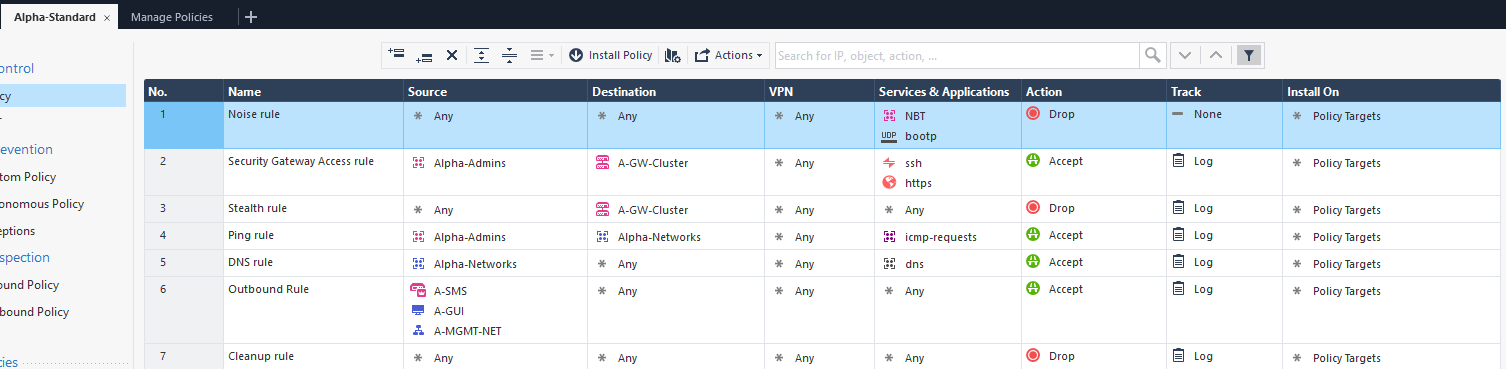 Alpha-Standard × Manage Policies +
Install Policy Actions Search for IP, object, action, ...
ontrol
cy
evention
tom Policy
onomous Policy
eptions
spection
ound Policy
bound Policy
cies
No. Name Source Destination VPN Services & Applications Action Track Install On
1 Noise rule * Any * Any * Any NBT Drop None * Policy Targets
UDP bootp
2 Security Gateway Access rule Alpha-Admins A-GW-Cluster * Any ssh Accept Log * Policy Targets
https
3 Stealth rule * Any A-GW-Cluster * Any * Any Drop Log * Policy Targets
4 Ping rule Alpha-Admins Alpha-Networks * Any icmp-requests Accept Log * Policy Targets
5 DNS rule Alpha-Networks * Any * Any dns Accept Log * Policy Targets
6 Outbound Rule A-SMS * Any * Any * Any Accept Log * Policy Targets
A-GUI
A-MGMT-NET
7 Cleanup rule * Any * Any * Any * Any Drop Log * Policy Targets